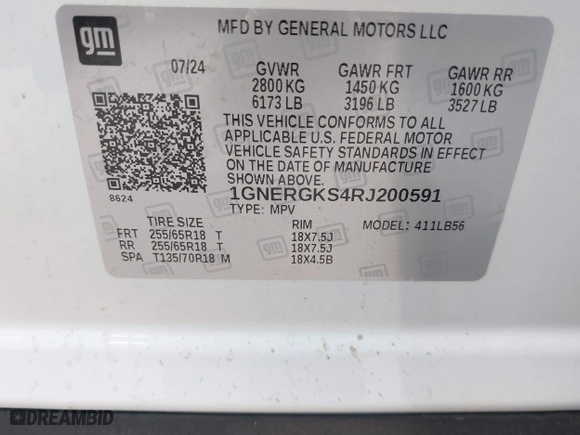 gm
MFD BY GENERAL MOTORS LLC
07/24 GVWR GAWR FRT GAWR RR
2800 KG 1450 KG 1600 KG
6173 LB 3196 LB 3527 LB
THIS VEHICLE CONFORMS TO ALL
APPLICABLE U.S. FEDERAL MOTOR
VEHICLE SAFETY STANDARDS IN EFFECT
ON THE DATE OF MANUFACTURE
SHOWN ABOVE.
1GNERGKS4RJ200591
8624 TYPE: MPV MODEL: 411LB56
TIRE SIZE RIM
FRT 255/65R18 T 18X7.5J
RR 255/65R18 T 18X7.5J
SPA T135/70R18 M 18X4.5B
DREAMBID